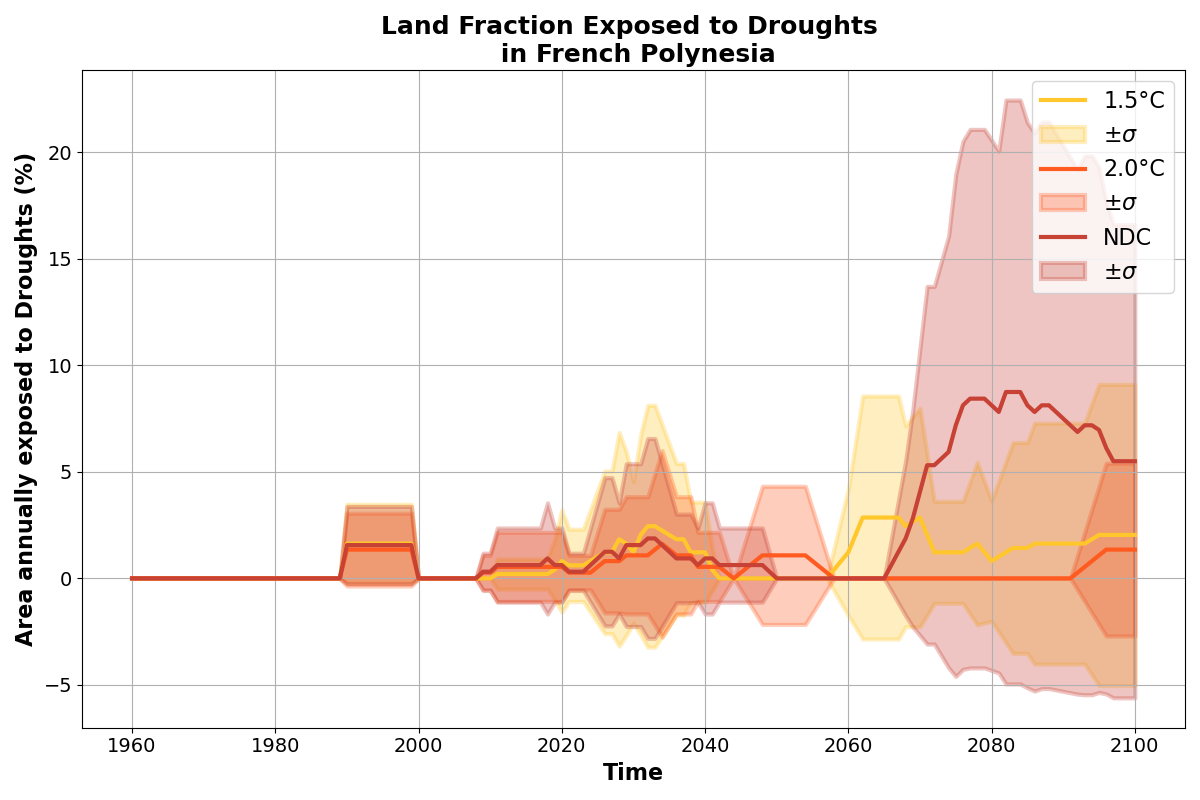 Land Fraction Exposed to Droughts
in French Polynesia
Area annually exposed to Droughts (%)
20
15
10
5
0
−5
1960
1980
2000
2020
2040
2060
2080
2100
Time
1.5°C
±σ
2.0°C
±σ
NDC
±σ